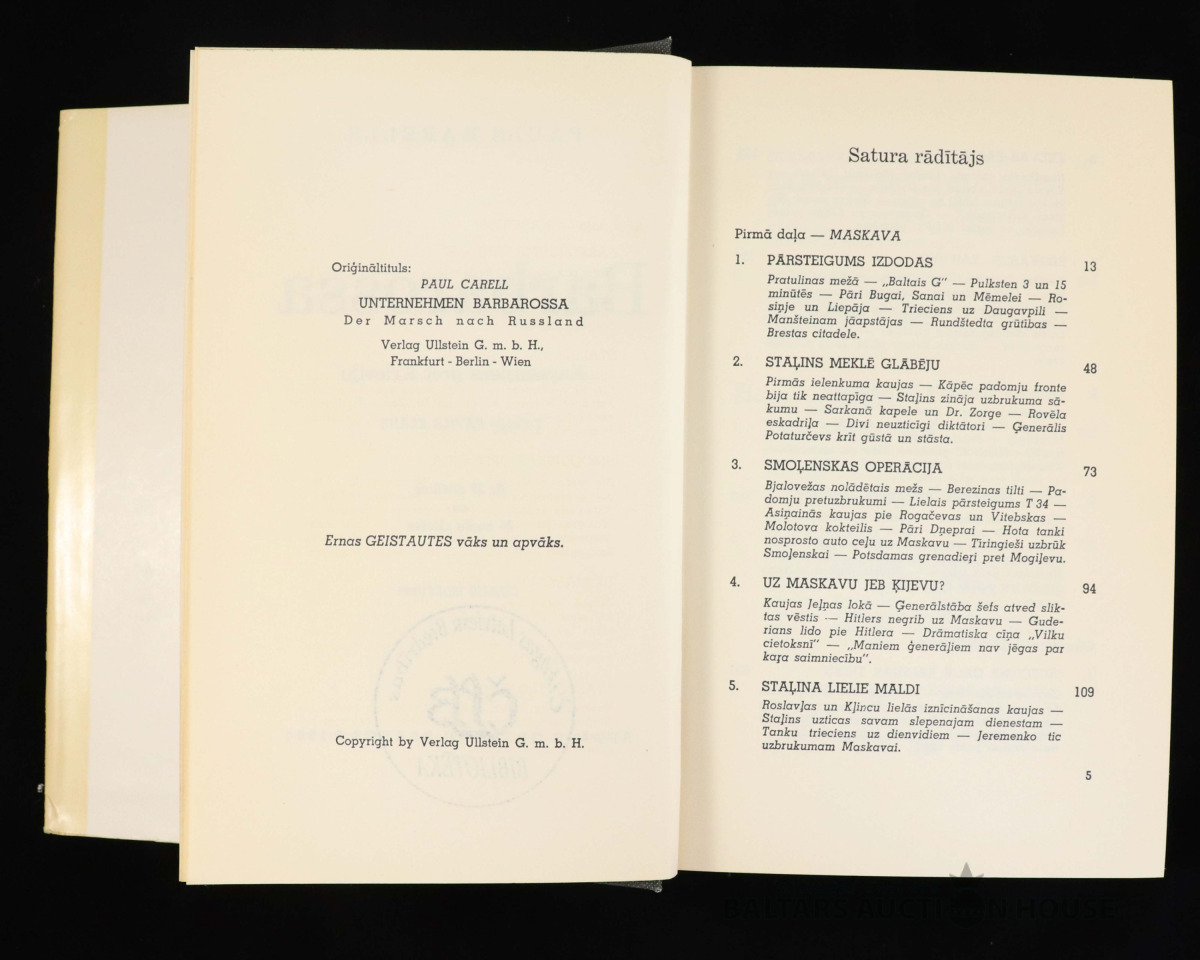 Oriģināltituls:
PAUL CARELL
UNTERNEHMEN BARBAROSSA
Der Marsch nach Russland
Verlag Ullstein G. m. b. H.,
Frankfurt - Berlin - Wien
Ernas GEISTAUTES vāks un apvāks.
Copyright by Verlag Ullstein G. m. b. H.
BIBLIOTEKA
Satura rādītājs
Pirmā daļa — MASKAVA
1. PĀRSTEIGUMS IZDODAS 13
Pratulinas mežā — „Baltais G" — Pulksten 3 un 15
minūtēs — Pāri Bugai, Sanai un Mēmelei — Ro-
siņe un Liepāja — Trieciens uz Daugavpili —
Manšteinam jāapstājas — Rundštedta grūtības —
Brestas citadele.
2. STAĻINS MEKLĒ GLĀBĒJU 48
Pirmās ielenkuma kaujas — Kāpēc padomju fronte
bija tik neattapīga — Staļins zināja uzbrukuma sā-
kumu — Sarkanā kapele un Dr. Zorge — Rovēla
eskadriļa — Divi neuzticīgi diktātori — Ģenerālis
Potaturčevs krīt gūstā un stāsta.
3. SMOĻENSKAS OPERĀCIJA 73
Bjalovežas nolādētais mežs — Berezinas tilti — Pa-
domju pretuzbrukumi — Lielais pārsteigums T 34 —
Asiņainās kaujas pie Rogačevas un Vitebskas —
Molotova kokteilis — Pāri Dņeprai — Hota tanki
nosprosto auto ceļu uz Maskavu — Tīringieši uzbrūk
Smoļenskai — Potsdamas grenadieŗi pret Mogiļevu.
4. UZ MASKAVU JEB ĶIJEVU? 94
Kaujas Jeļņas lokā — Ģenerālštāba šefs atved slik-
tas vēstis — Hitlers negrib uz Maskavu — Gude-
rians lido pie Hitlera — Drāmatiska cīņa „Vilku
cietoksnī" — „Maniem ģenerāļiem nav jēgas par
kaŗa saimniecību".
5. STAĻINA LIELIE MALDI 109
Roslavļas un Kļincu lielās iznīcināšanas kaujas —
Staļins uzticas savam slepenajam dienestam —
Tanku trieciens uz dienvidiem — Jeremenko tic
uzbrukumam Maskavai.
5
BALTARS AUCTION HOUSE